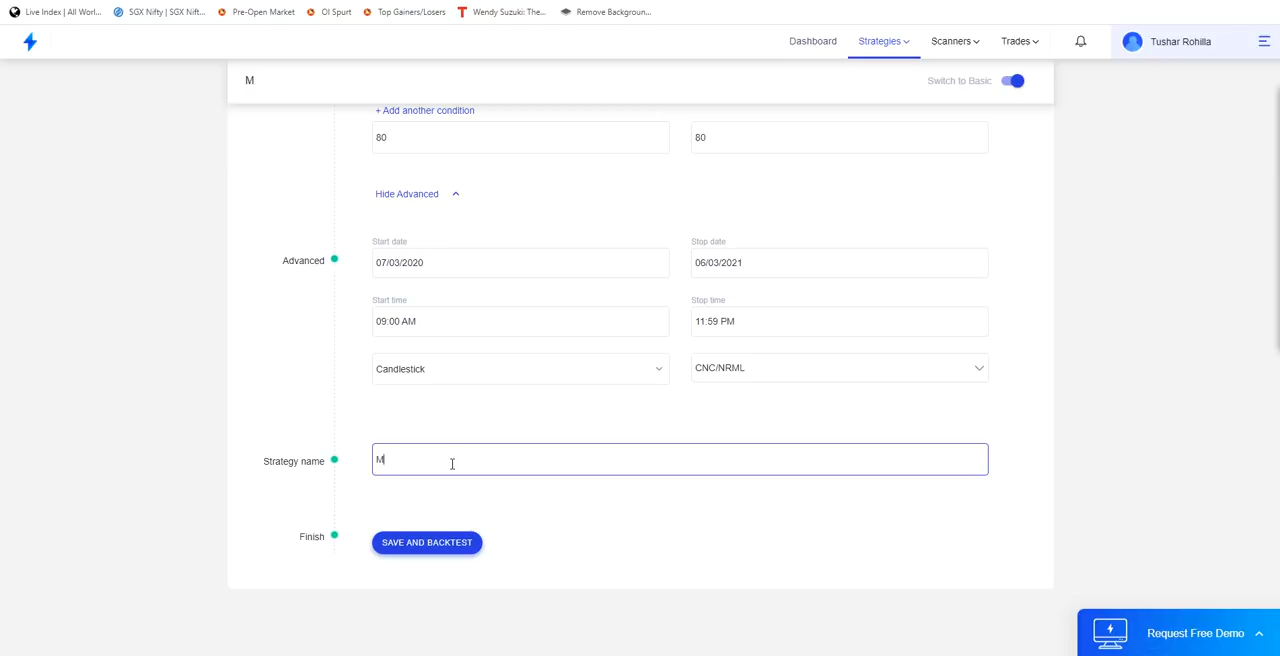 Live Index | All Worl... SGX Nifty | SGX Nift... Pre-Open Market OI Spurt Top Gainers/Losers Wendy Suzuki: The... Remove Backgroun...
Dashboard Strategies Scanners Trades Tushar Rohilla
M Switch to Basic
+ Add another condition
80 80
Hide Advanced
Start date Stop date
Advanced 07/03/2020 06/03/2021
Start time Stop time
09:00 AM 11:59 PM
Candlestick CNC/NRML
Strategy name M
Finish SAVE AND BACKTEST
Request Free Demo